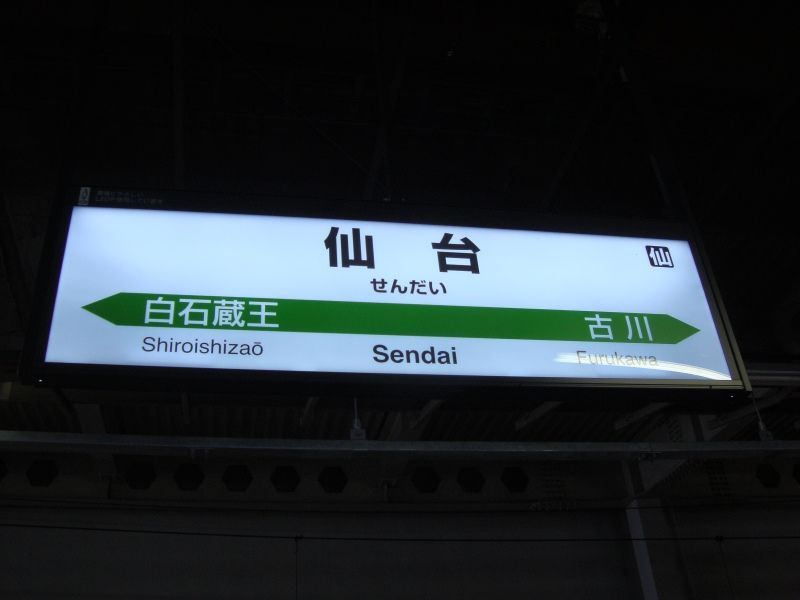 仙台
仙
せんだい
白石蔵王
古川
Shiroishizaō
Sendai
Furukawa